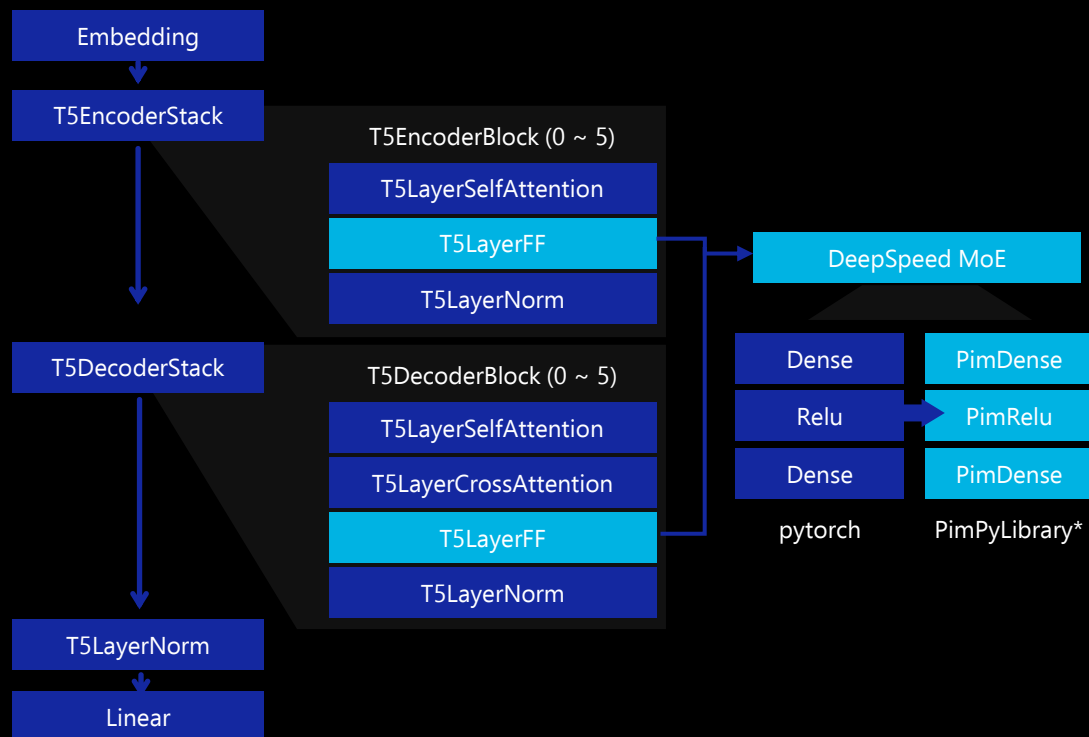 Embedding
T5EncoderStack
T5EncoderBlock (0 ~ 5)
T5LayerSelfAttention
T5LayerFF
T5LayerNorm
T5DecoderStack
T5DecoderBlock (0 ~ 5)
T5LayerSelfAttention
T5LayerCrossAttention
T5LayerFF
T5LayerNorm
T5LayerNorm
Linear
DeepSpeed MoE
Dense
PimDense
Relu
PimRelu
Dense
PimDense
pytorch
PimPyLibrary*